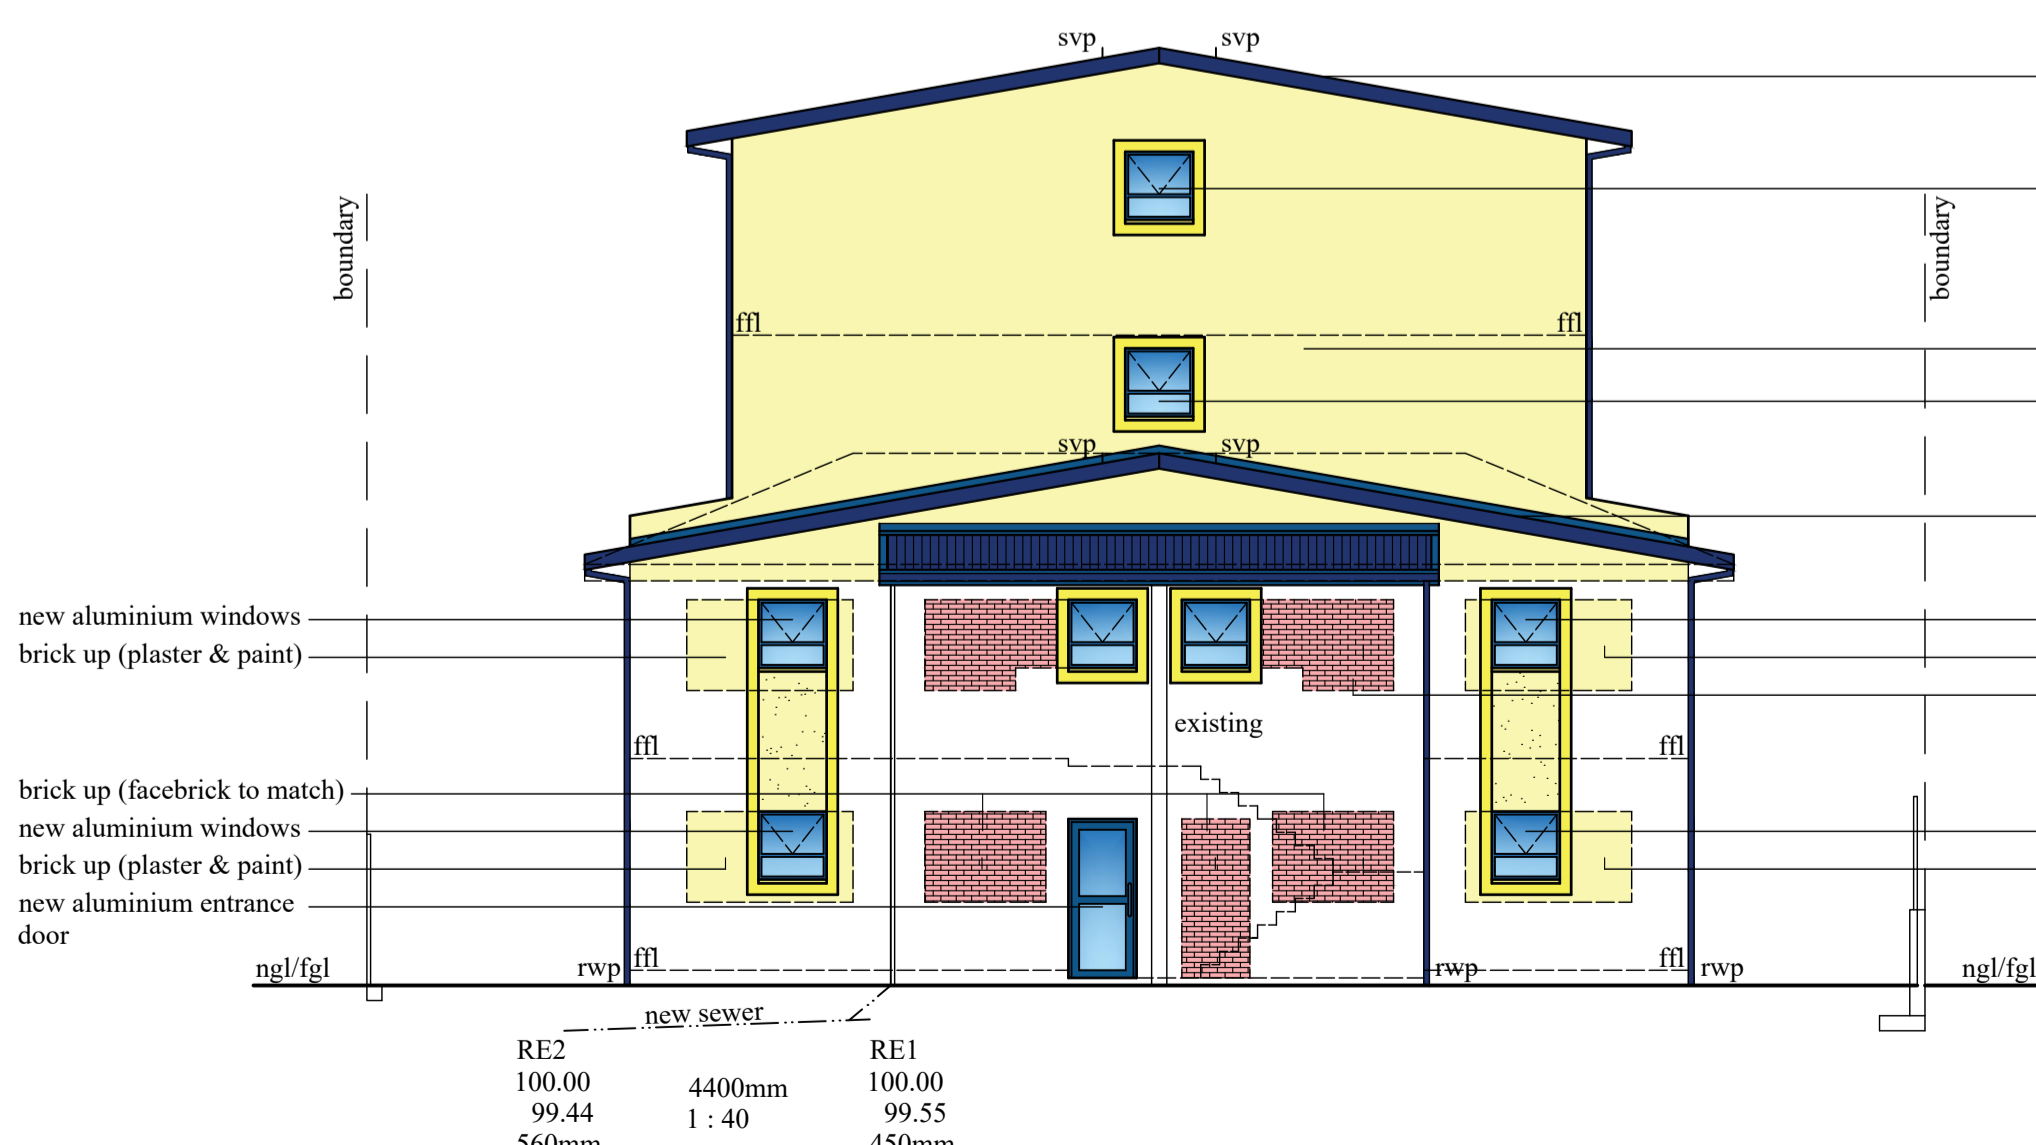 svp
svp
boundary
boundary
ffl
ffl
svp
svp
new aluminium windows
brick up (plaster & paint)
existing
ffl
ffl
brick up (facebrick to match)
new aluminium windows
brick up (plaster & paint)
new aluminium entrance
door
ngl/fgl
rwp
ffl
rwp
ffl
rwp
ngl/fgl
new sewer
RE2
RE1
100.00
4400mm
100.00
99.44
1 : 40
99.55
560mm
450mm